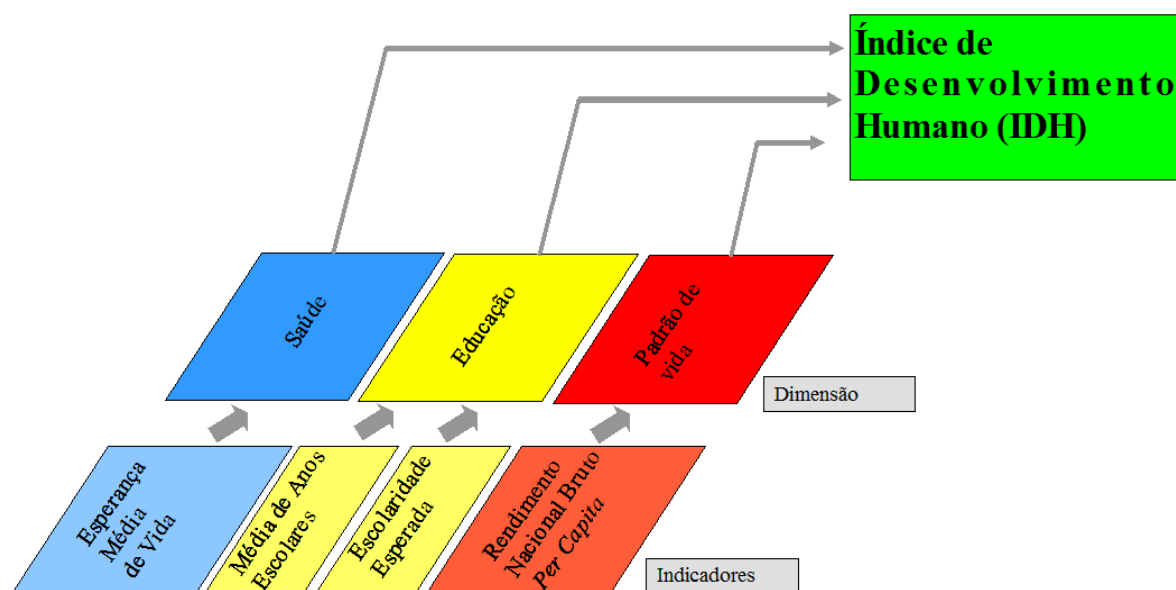 Índice de
Desenvolvimento
Humano (IDH)
Saúde
Educação
Padrão de
vida
Dimensão
Esperança
Média
de Vida
Média de Anos
Escolares
Escolaridade
Esperada
Rendimento
Nacional Bruto
Per Capita
Indicadores